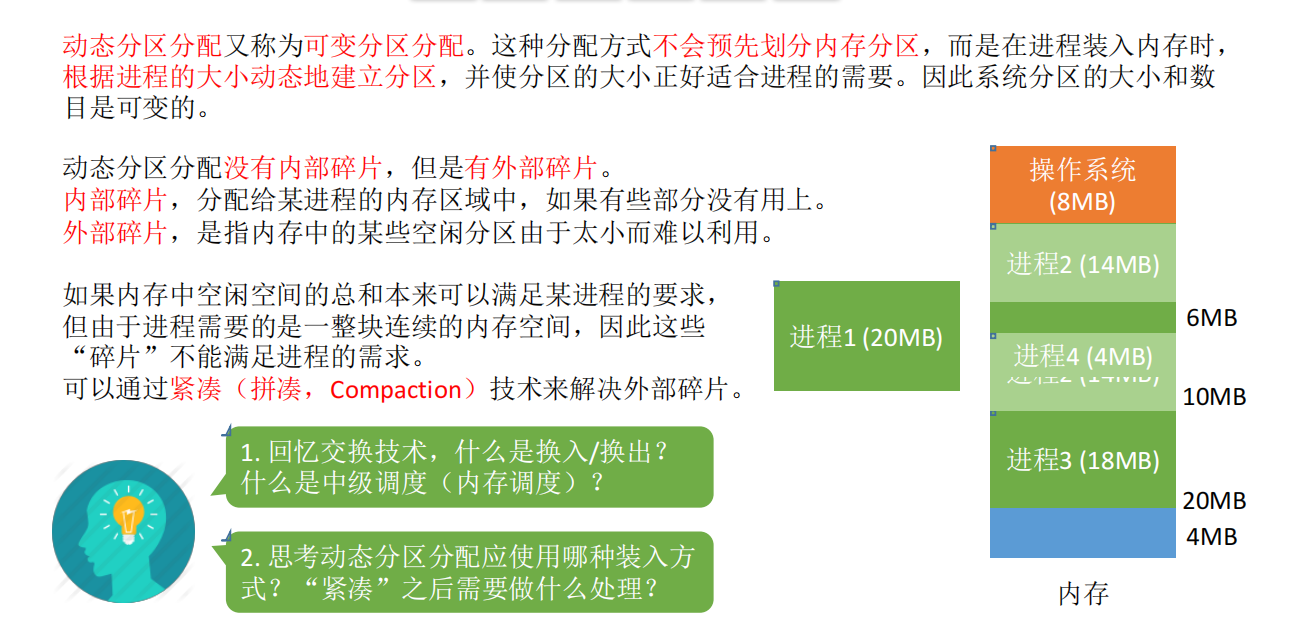 动态分区分配又称为可变分区分配。这种分配方式不会预先划分内存分区，而是在进程装入内存时，
根据进程的大小动态地建立分区，并使分区的大小正好适合进程的需要。因此系统分区的大小和数
目是可变的。
动态分区分配没有内部碎片，但是有外部碎片。
内部碎片，分配给某进程的内存区域中，如果有些部分没有用上。
外部碎片，是指内存中的某些空闲分区由于太小而难以利用。
如果内存中空闲空间的总和本来可以满足某进程的要求，
但由于进程需要的是一整块连续的内存空间，因此这些
“碎片”不能满足进程的需求。
可以通过紧凑（拼凑，Compaction）技术来解决外部碎片。
1. 回忆交换技术，什么是换入/换出？
什么是中级调度（内存调度）？
2. 思考动态分区分配应使用哪种装入方
式？“紧凑”之后需要做什么处理？
进程1 (20MB)
操作系统
(8MB)
进程2 (14MB)
6MB
进程4 (4MB)
进程2 (14MB)
10MB
进程3 (18MB)
20MB
4MB
内存